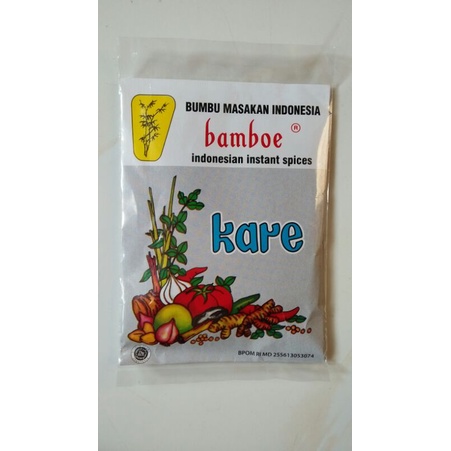 BUMBU MASAKAN INDONESIA
bamboe ®
indonesian instant spices
kare
BPOM RI MD 255613053074